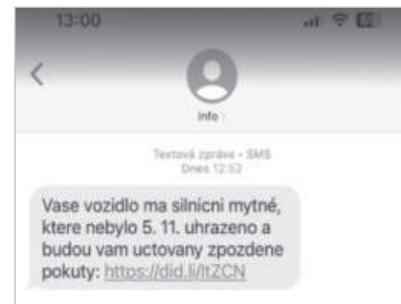 13:00
Info
Textová zpráva • SMS
Dnes 12:52
Vase vozidlo ma silnicni mytné,
ktere nebylo 5. 11. uhrazeno a
budou vam uctovany zpozdene
pokuty: https://did.li/ItZCN